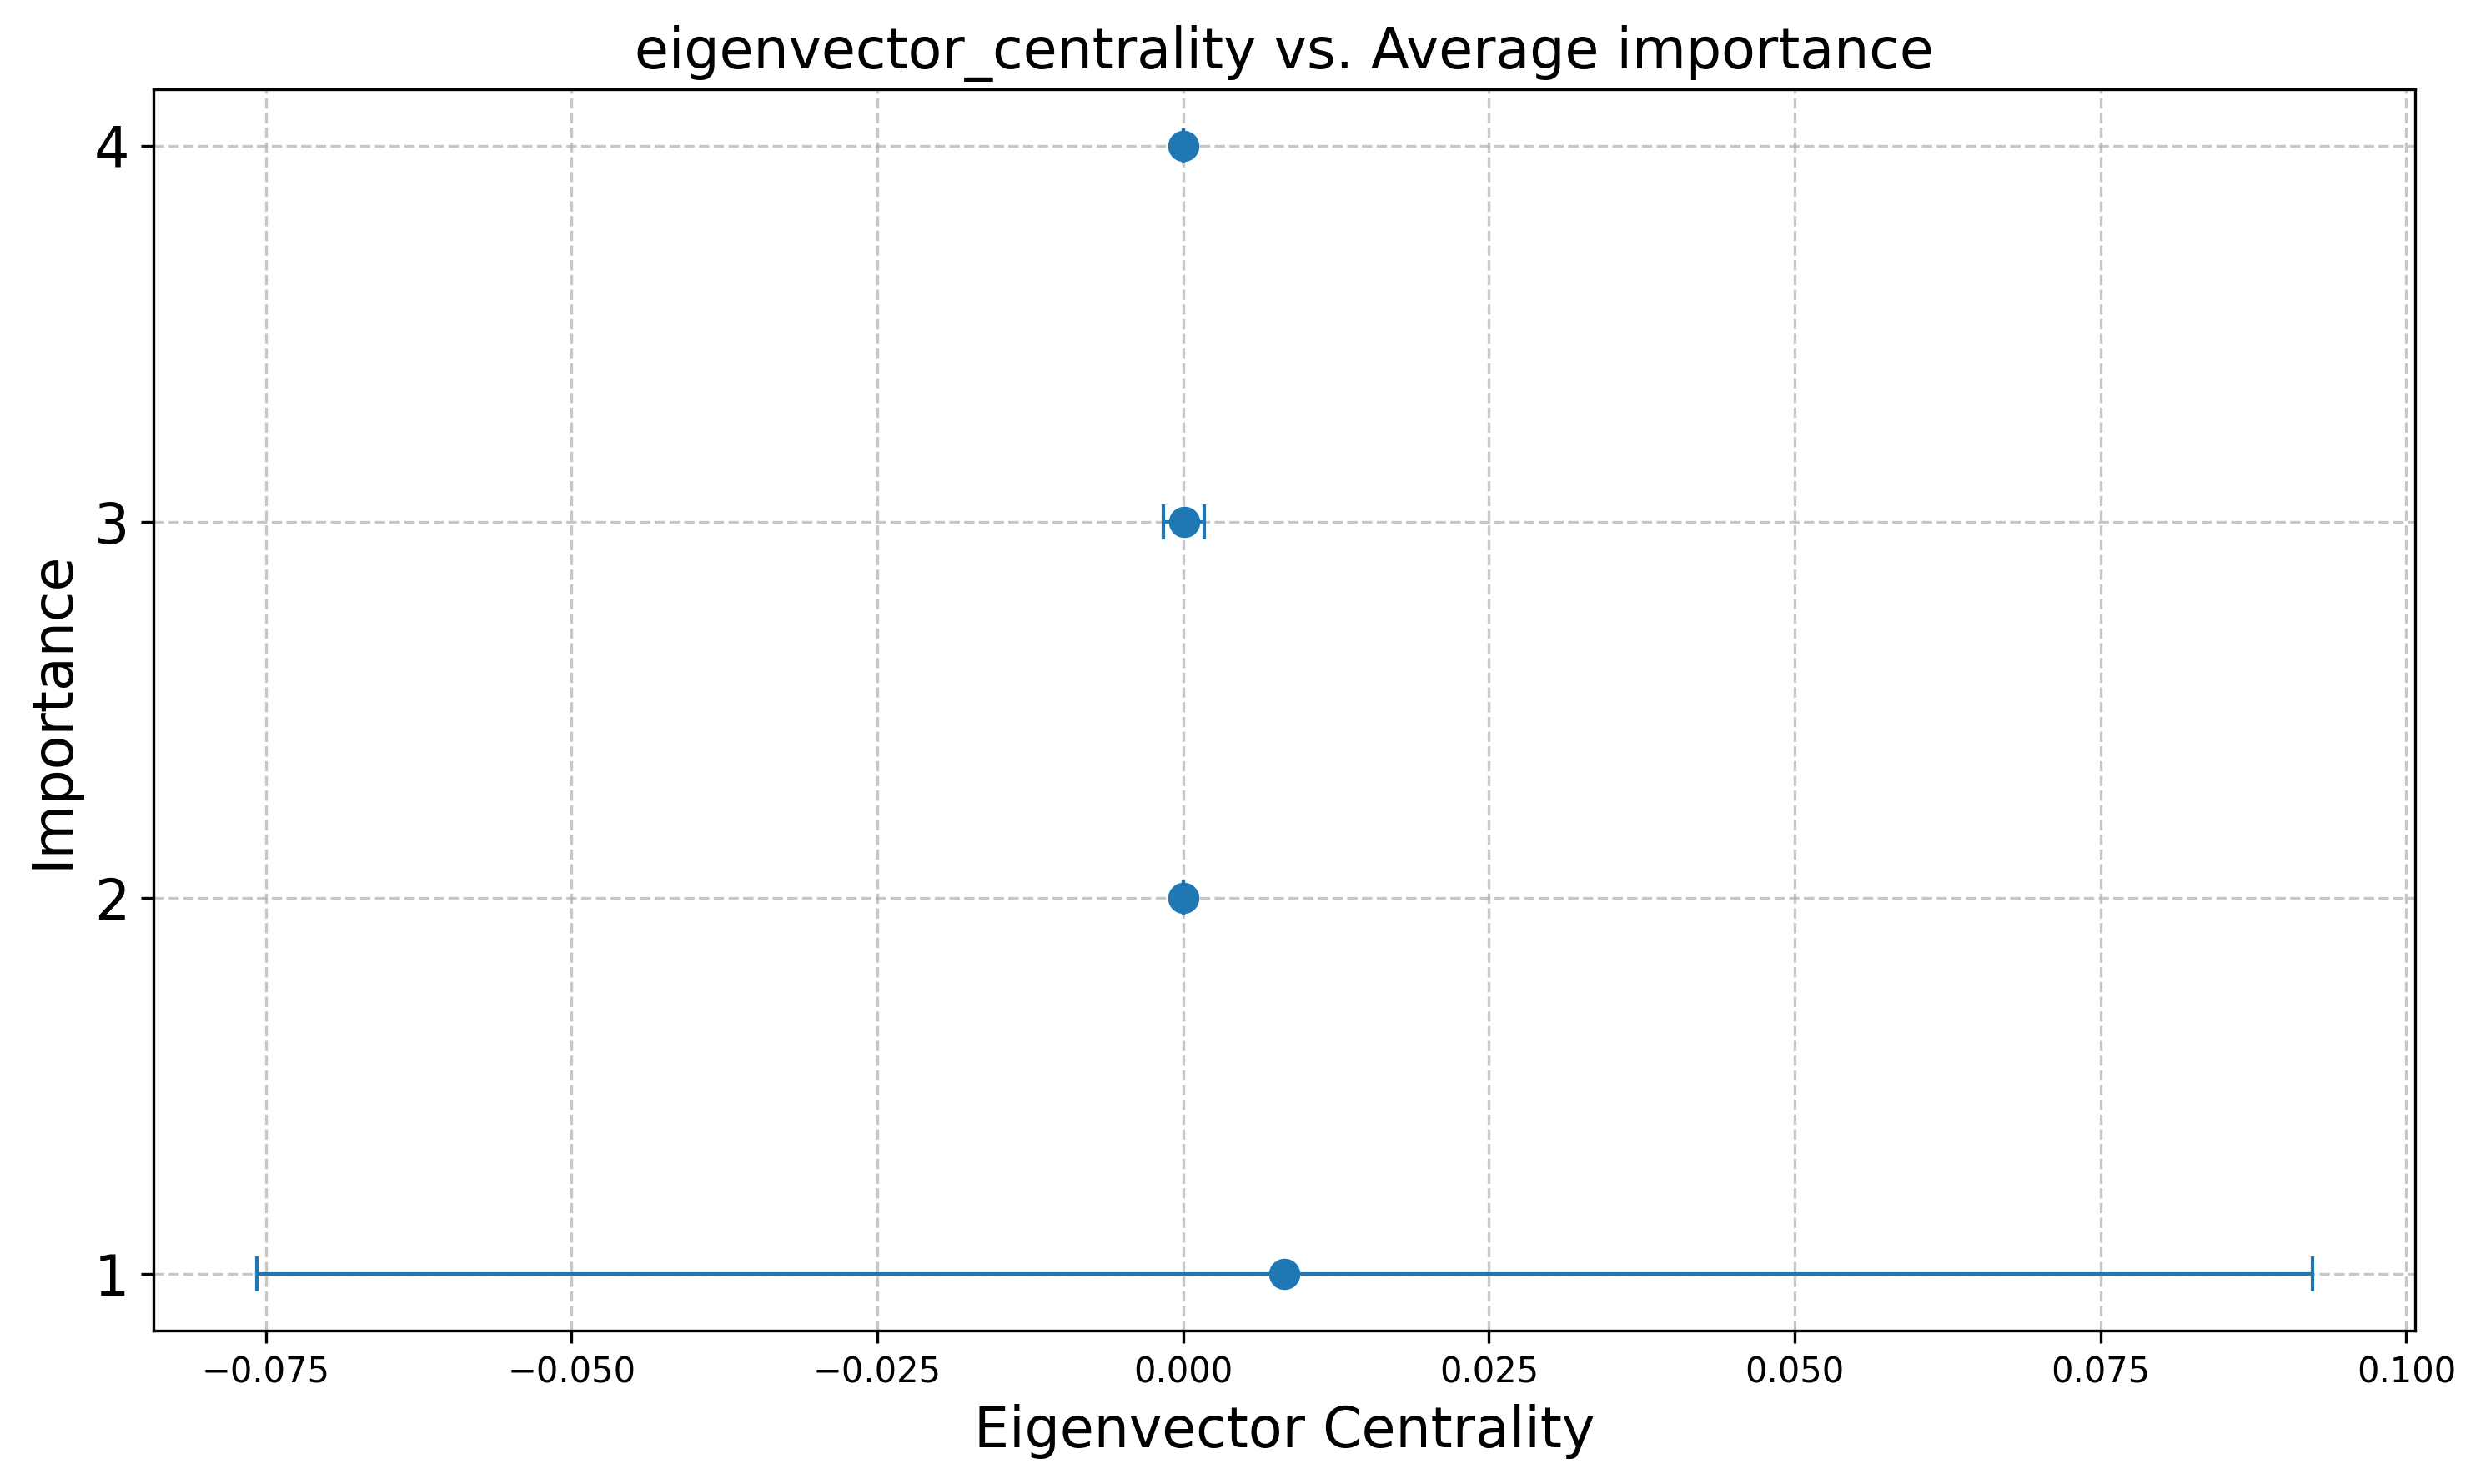 eigenvector_centrality vs. Average importance
4
3
2
1
Importance
−0.075 −0.050 −0.025 0.000 0.025 0.050 0.075 0.100
Eigenvector Centrality